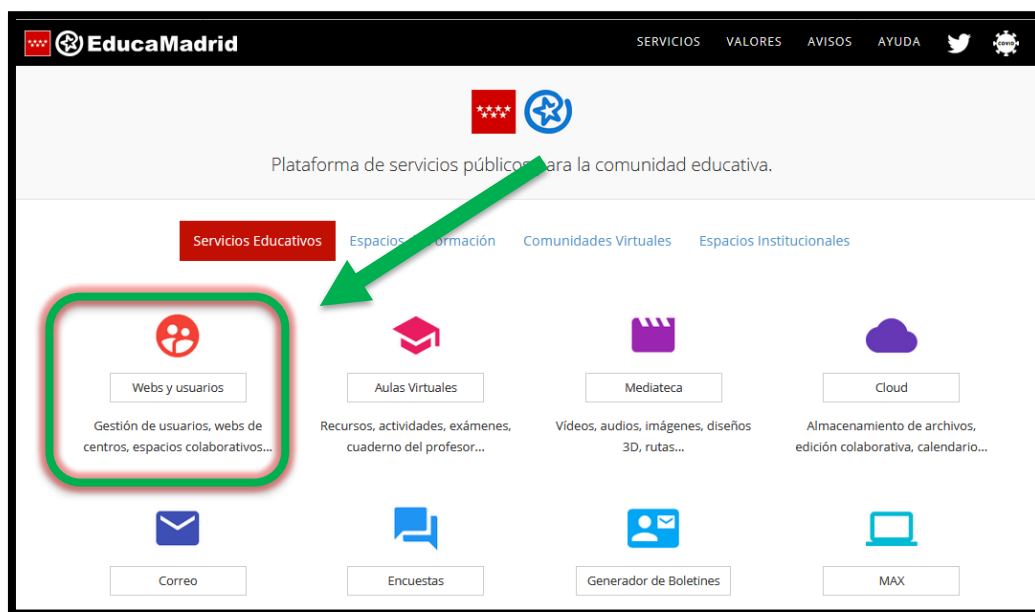 EducaMadrid
SERVICIOS VALORES AVISOS AYUDA
COVID
Plataforma de servicios públicos para la comunidad educativa.
Servicios Educativos Espacios Formación Comunidades Virtuales Espacios Institucionales
Webs y usuarios Aulas Virtuales Mediateca Cloud
Gestión de usuarios, webs de Recursos, actividades, exámenes, Vídeos, audios, imágenes, diseños Almacenamiento de archivos,
centros, espacios colaborativos... cuaderno del profesor... 3D, rutas... edición colaborativa, calendario...
Correo Encuestas Generador de Boletines MAX